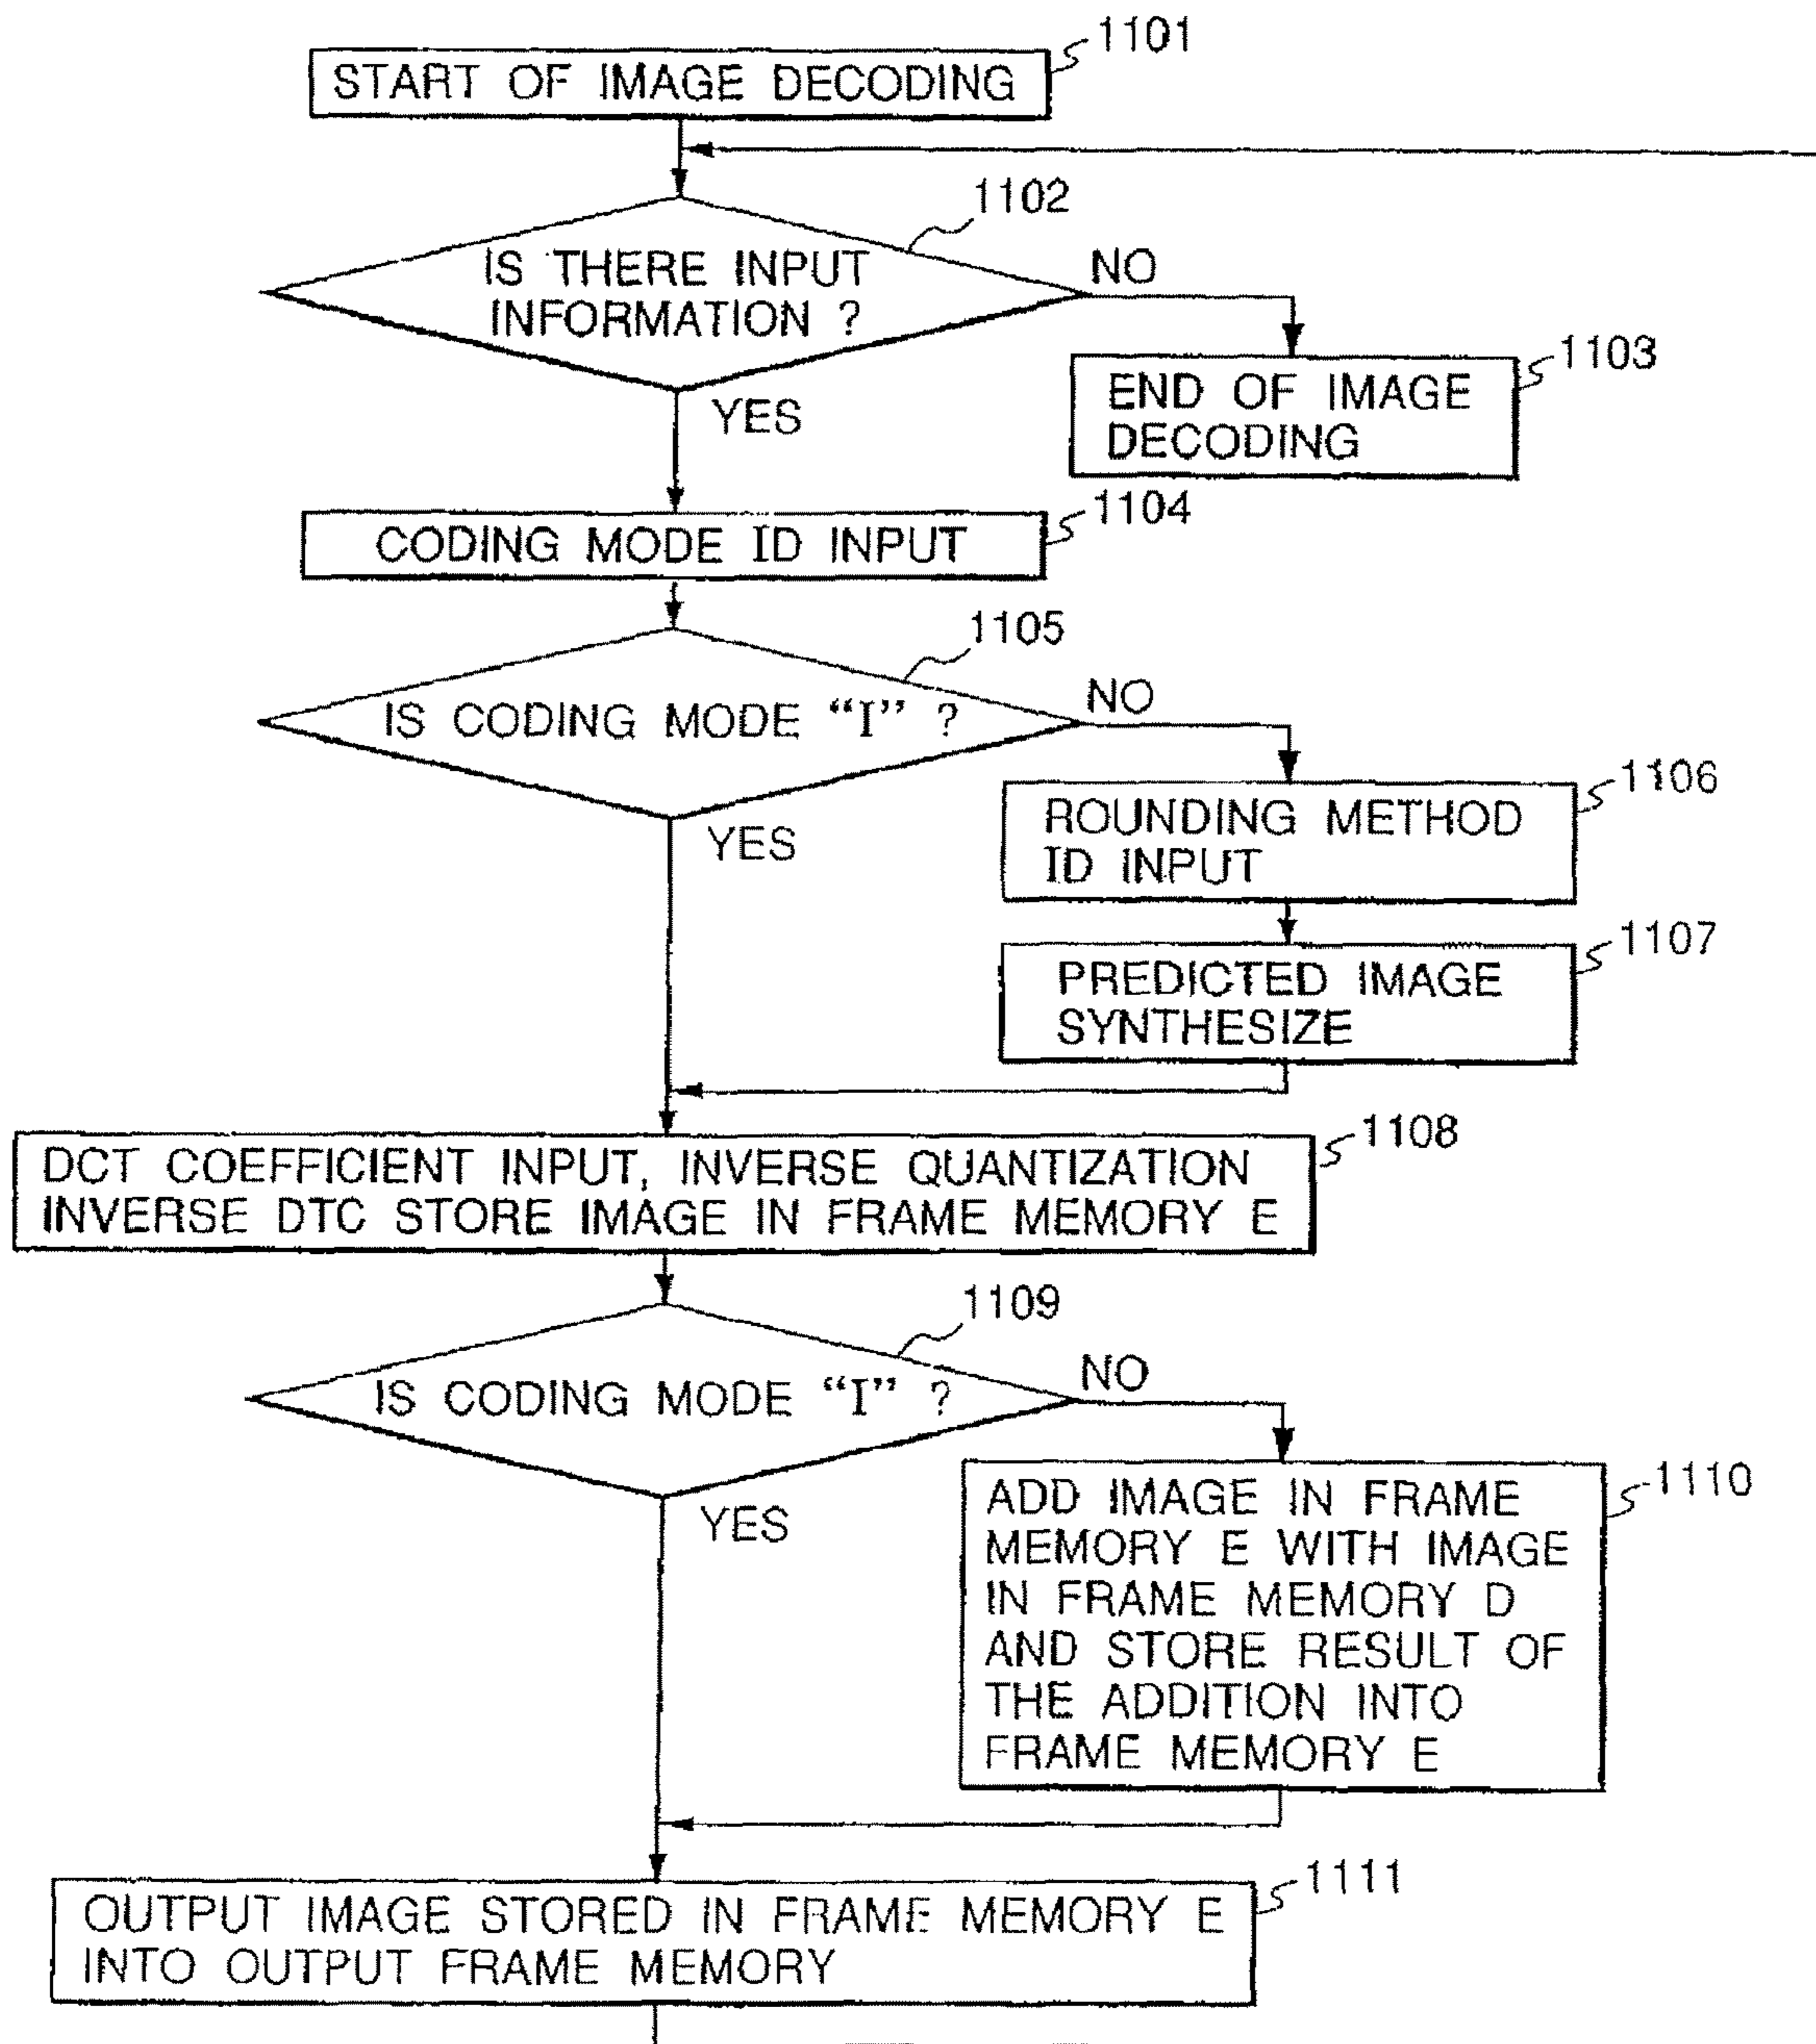 1101
START OF IMAGE DECODING
1102
IS THERE INPUT
INFORMATION ?
NO
YES
1103
END OF IMAGE
DECODING
1104
CODING MODE ID INPUT
1105
IS CODING MODE “I” ?
NO
YES
1106
ROUNDING METHOD
ID INPUT
1107
PREDICTED IMAGE
SYNTHESIZE
1108
DCT COEFFICIENT INPUT, INVERSE QUANTIZATION
INVERSE DTC STORE IMAGE IN FRAME MEMORY E
1109
IS CODING MODE “I” ?
NO
YES
1110
ADD IMAGE IN FRAME
MEMORY E WITH IMAGE
IN FRAME MEMORY D
AND STORE RESULT OF
THE ADDITION INTO
FRAME MEMORY E
1111
OUTPUT IMAGE STORED IN FRAME MEMORY E
INTO OUTPUT FRAME MEMORY